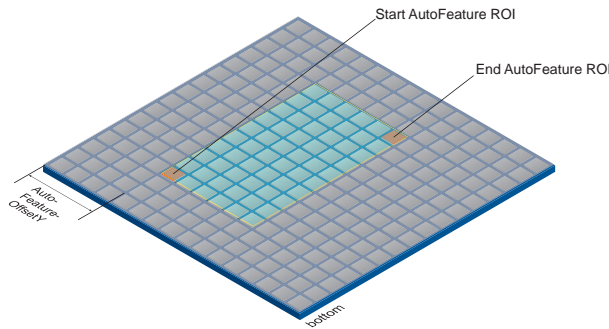 Start AutoFeature ROI
End AutoFeature ROI
Auto-
Feature-
OffsetY
bottom